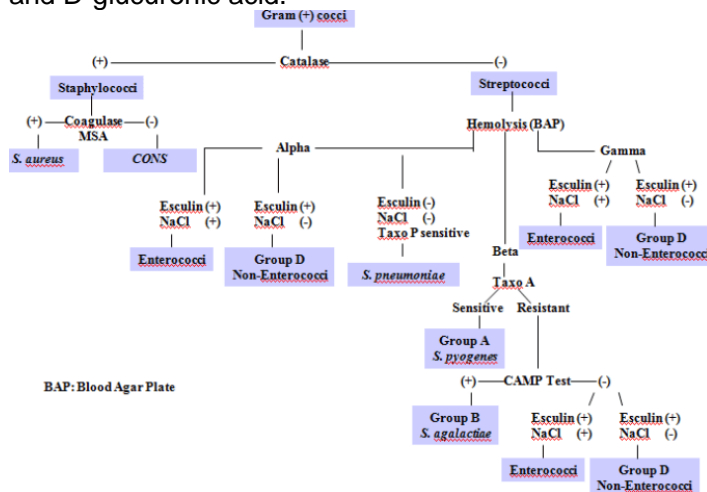 and D-glucuronic acid.
Gram (+) cocci
(+) Catalase (-)
Staphylococci
Streptococci
(+) Coagulase (-)
MSA
Hemolysis (BAP)
S. aureus
CONS
Alpha
Gamma
Esculin (+)
NaCl (+)
Enterococci
Esculin (+)
NaCl (-)
Group D
Non-Enterococci
Esculin (-)
NaCl (-)
Taxo P sensitive
S. pneumoniae
Esculin (+)
NaCl (+)
Enterococci
Esculin (+)
NaCl (-)
Group D
Non-Enterococci
Beta
Taxo A
Sensitive Resistant
Group A
S. pyogenes
BAP: Blood Agar Plate
(+) CAMP Test (-)
Group B
S. agalactiae
Esculin (+)
NaCl (+)
Enterococci
Esculin (+)
NaCl (-)
Group D
Non-Enterococci